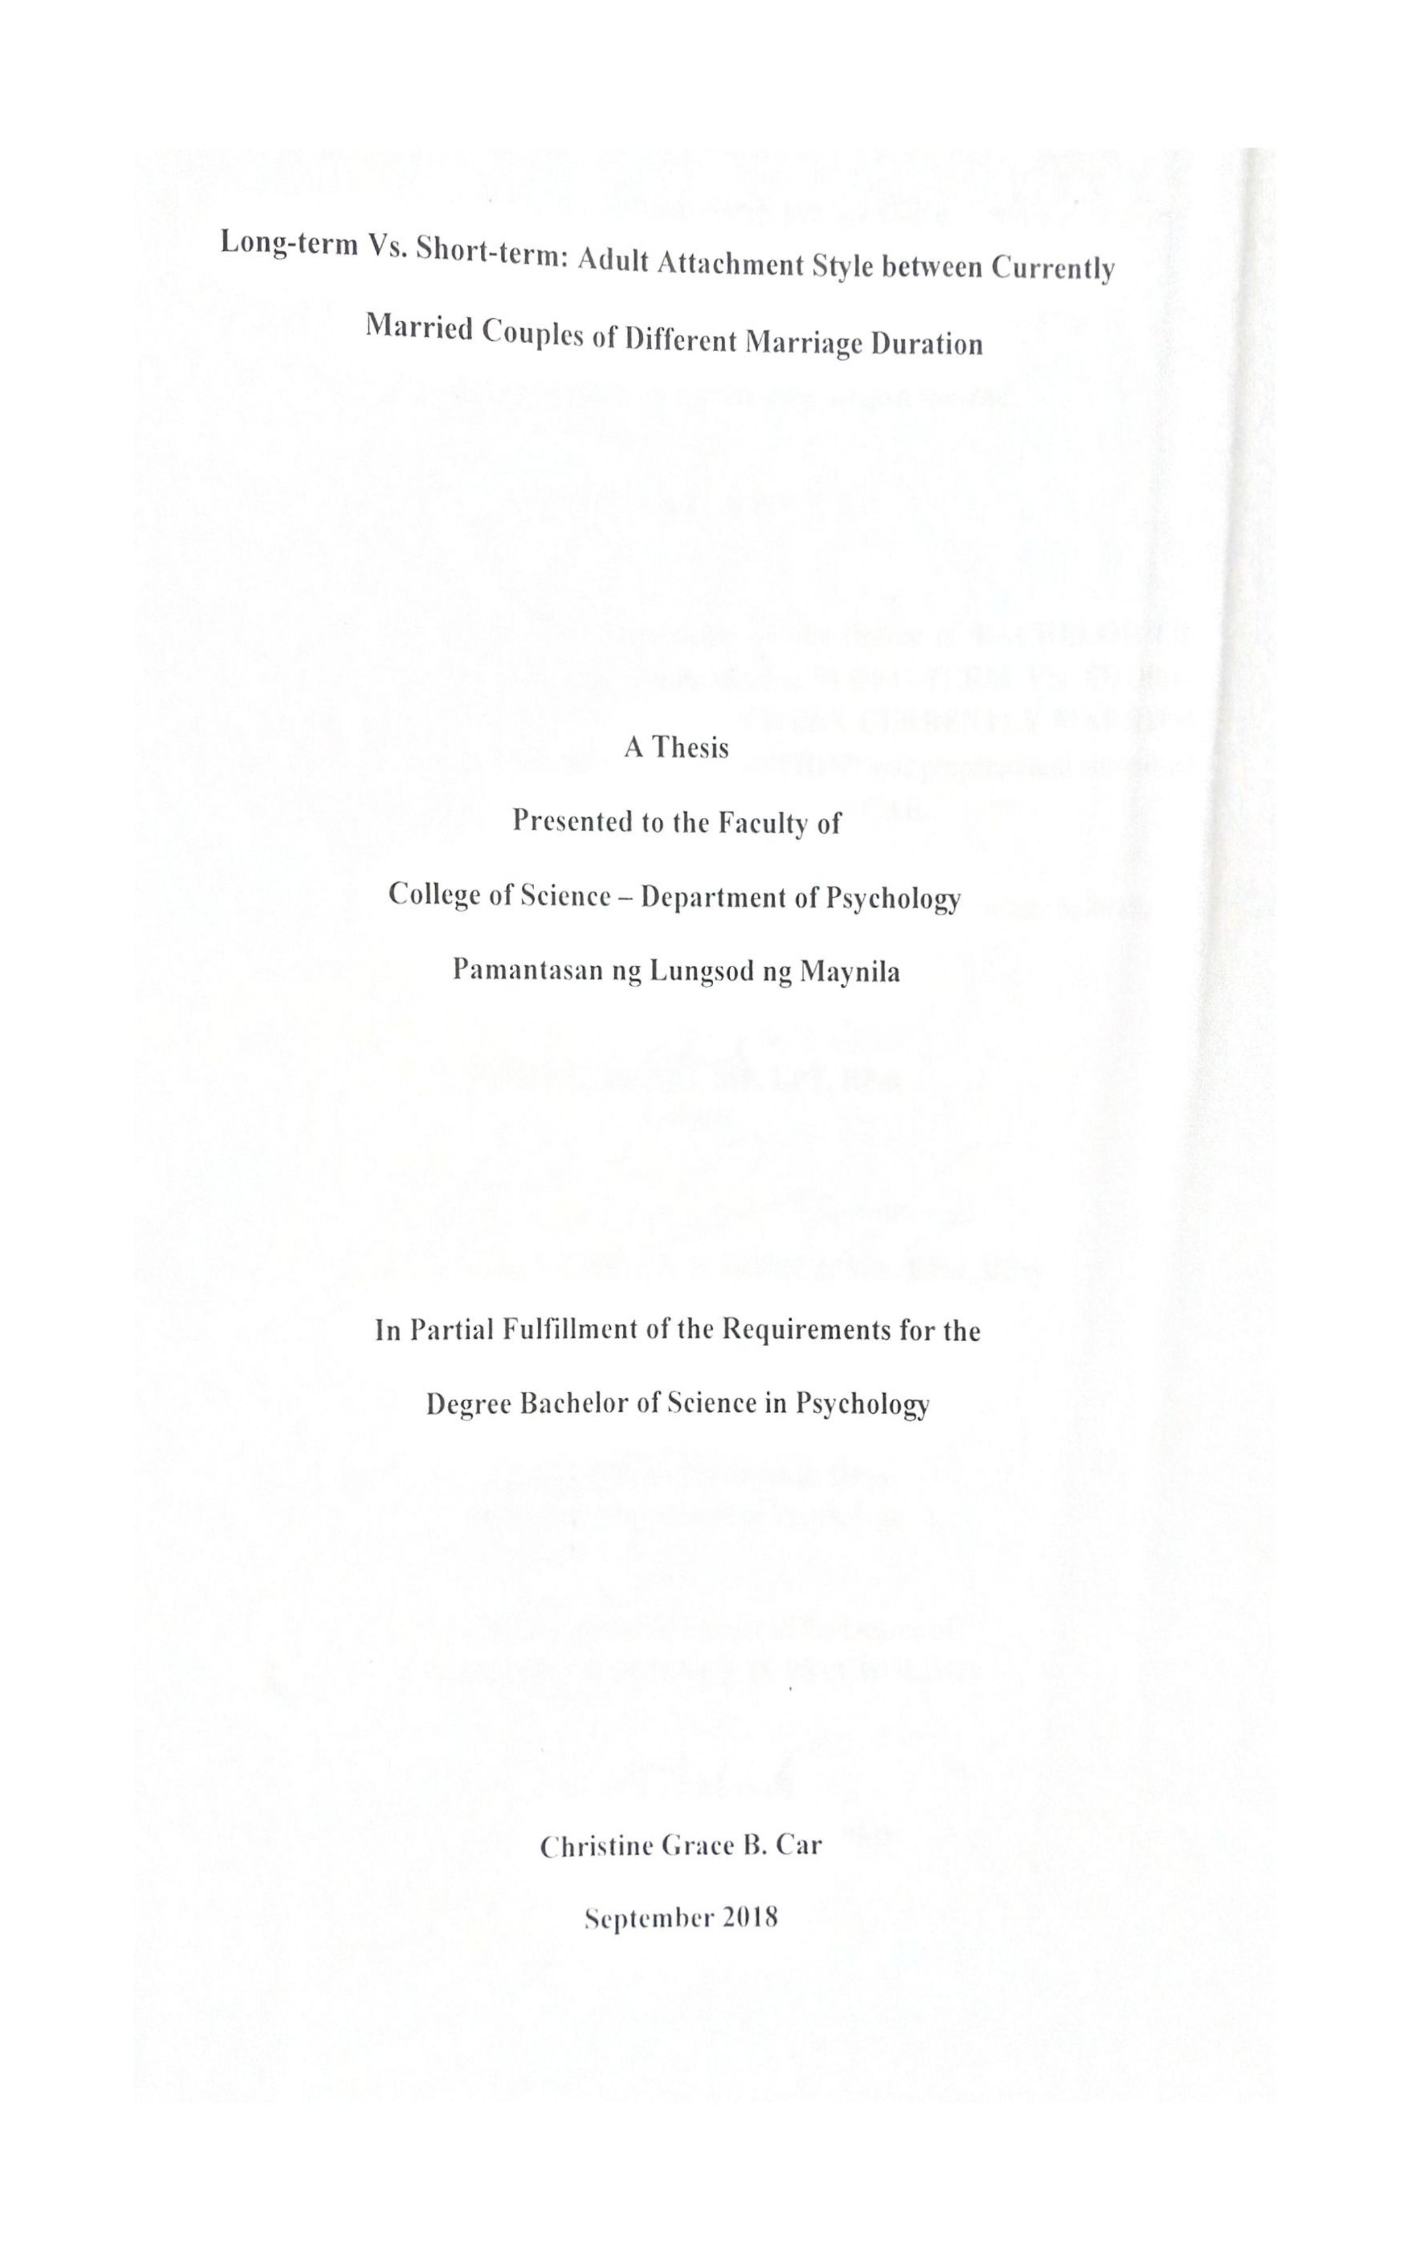 Long-term Vs. Short-term: Adult Attachment Style between Currently
Married Couples of Different Marriage Duration
A Thesis
Presented to the Faculty of
College of Science – Department of Psychology
Pamantasan ng Lungsod ng Maynila
In Partial Fulfillment of the Requirements for the
Degree Bachelor of Science in Psychology
Christine Grace B. Car
September 2018